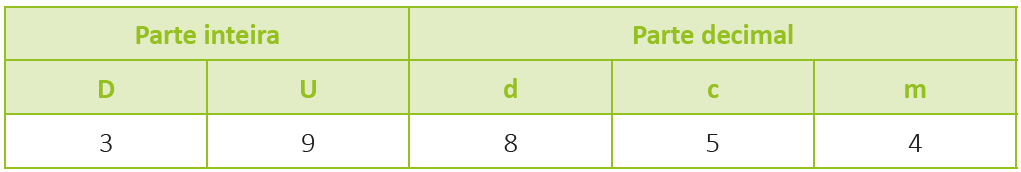 Parte inteira Parte decimal
D U d c m
3 9 8 5 4